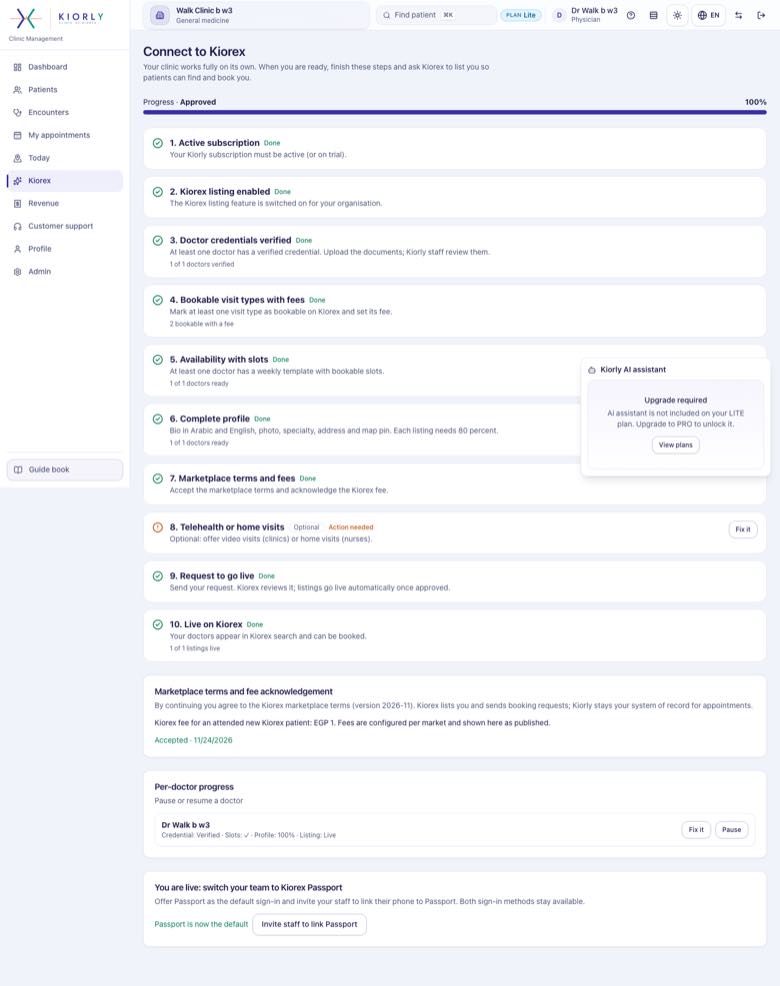 KIORLY
Clinic Management
Dashboard
Patients
Encounters
My appointments
Today
Kiorex
Revenue
Customer support
Profile
Admin
Guide book
Walk Clinic b w3
General medicine
Find patient ⌘K
PLAN Lite
D
Dr Walk b w3
Physician
EN
Connect to Kiorex
Your clinic works fully on its own. When you are ready, finish these steps and ask Kiorex to list you so
patients can find and book you.
Progress · Approved
100%
1. Active subscription Done
Your Kiorly subscription must be active (or on trial).
2. Kiorex listing enabled Done
The Kiorex listing feature is switched on for your organisation.
3. Doctor credentials verified Done
At least one doctor has a verified credential. Upload the documents; Kiorly staff review them.
1 of 1 doctors verified
4. Bookable visit types with fees Done
Mark at least one visit type as bookable on Kiorex and set its fee.
2 bookable with a fee
5. Availability with slots Done
At least one doctor has a weekly template with bookable slots.
1 of 1 doctors ready
6. Complete profile Done
Bio in Arabic and English, photo, specialty, address and map pin. Each listing needs 80 percent.
1 of 1 doctors ready
7. Marketplace terms and fees Done
Accept the marketplace terms and acknowledge the Kiorex fee.
8. Telehealth or home visits Optional Action needed
Optional: offer video visits (clinics) or home visits (nurses).
Fix it
9. Request to go live Done
Send your request. Kiorex reviews it; listings go live automatically once approved.
10. Live on Kiorex Done
Your doctors appear in Kiorex search and can be booked.
1 of 1 listings live
Kiorly AI assistant
Upgrade required
AI assistant is not included on your LITE
plan. Upgrade to PRO to unlock it.
View plans
Marketplace terms and fee acknowledgement
By continuing you agree to the Kiorex marketplace terms (version 2026-11). Kiorex lists you and sends booking requests; Kiorly stays your system of record for appointments.
Kiorex fee for an attended new Kiorex patient: EGP 1. Fees are configured per market and shown here as published.
Accepted · 11/24/2026
Per-doctor progress
Pause or resume a doctor
Dr Walk b w3
Credential: Verified · Slots: ✓ · Profile: 100% · Listing: Live
Fix it
Pause
You are live: switch your team to Kiorex Passport
Offer Passport as the default sign-in and invite your staff to link their phone to Passport. Both sign-in methods stay available.
Passport is now the default
Invite staff to link Passport